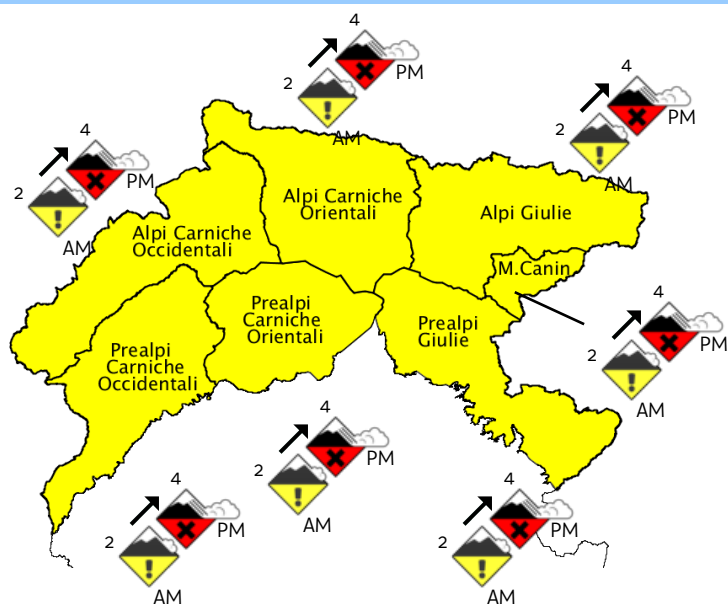 4
2
PM
AM
4
2
PM
AM
4
2
PM
AM
Alpi Carniche
Orientali
Alpi Giulie
Alpi Carniche
Occidentali
M.Canin
Prealpi
Carniche
Orientali
Prealpi
Giulie
Prealpi
Carniche
Occidentali
4
2
PM
AM
4
2
PM
AM
4
2
PM
AM
4
2
PM
AM